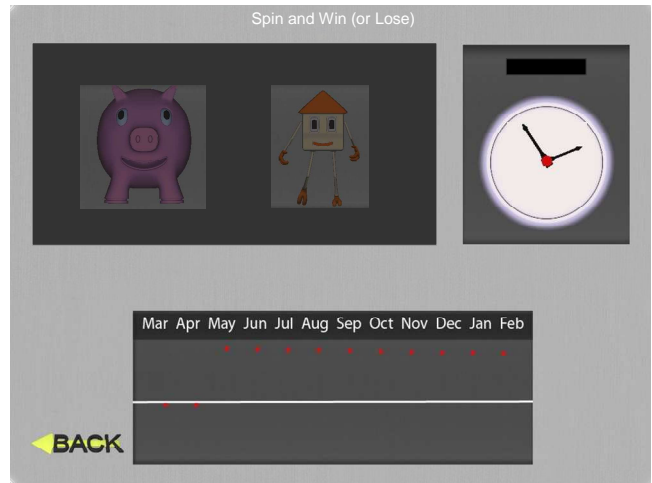 Spin and Win (or Lose)
Mar Apr May Jun Jul Aug Sep Oct Nov Dec Jan Feb
BACK